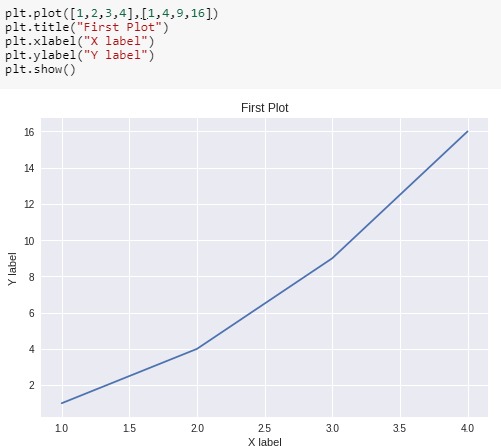 plt.plot([1,2,3,4],[1,4,9,16])
plt.title("First Plot")
plt.xlabel("X label")
plt.ylabel("Y label")
plt.show()
First Plot
16
14
12
10
8
6
4
2
Y label
1.0 1.5 2.0 2.5 3.0 3.5 4.0
X label